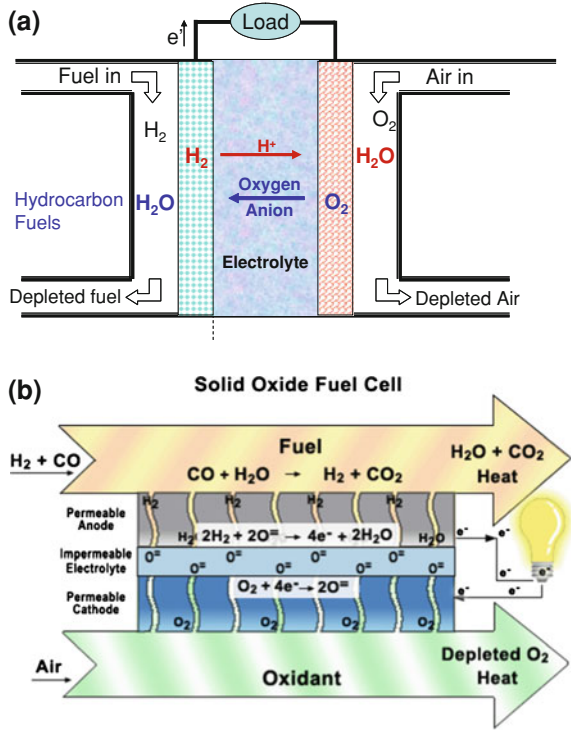 (a)
Load
e'
Fuel in
Air in
H₂
O₂
H₂
H⁺
H₂O
Hydrocarbon
Fuels
H₂O
Oxygen
Anion
O₂
Electrolyte
Depleted fuel
Depleted Air
(b)
Solid Oxide Fuel Cell
Fuel
H₂ + CO
CO + H₂O → H₂ + CO₂
H₂O + CO₂
Heat
H₂ H₂ H₂ H₂
Permeable
Anode
H₂ 2H₂ + 2O⁼ → 4e⁻ + 2H₂O H₂O
e⁻ e⁻
Impermeable
Electrolyte
O⁼ O⁼ O⁼ O⁼
O⁼ O⁼ O⁼ O⁼
Permeable
Cathode
O₂ + 4e⁻ → 2O⁼
e⁻ e⁻
O₂ O₂ O₂ O₂
Air
Oxidant
Depleted O₂
Heat